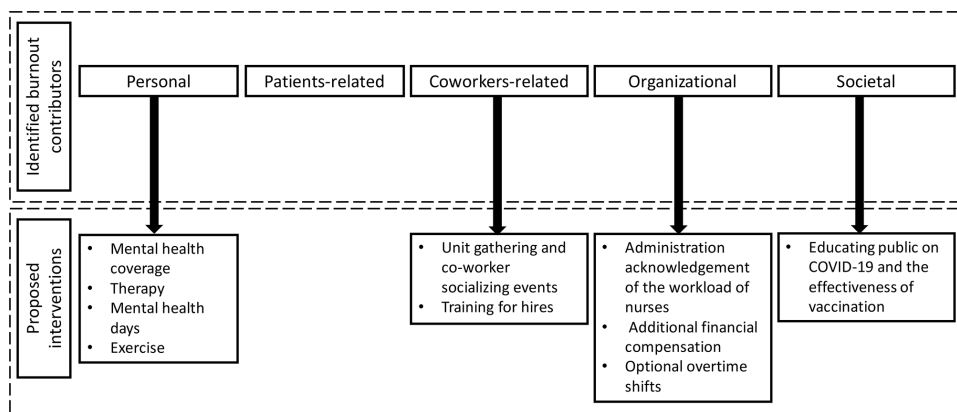 Identified burnout
contributors
Personal
Patients-related
Coworkers-related
Organizational
Societal
Proposed
interventions
• Mental health
coverage
• Therapy
• Mental health
days
• Exercise
• Unit gathering and
co-worker
socializing events
• Training for hires
• Administration
acknowledgement
of the workload of
nurses
• Additional financial
compensation
• Optional overtime
shifts
• Educating public on
COVID-19 and the
effectiveness of
vaccination